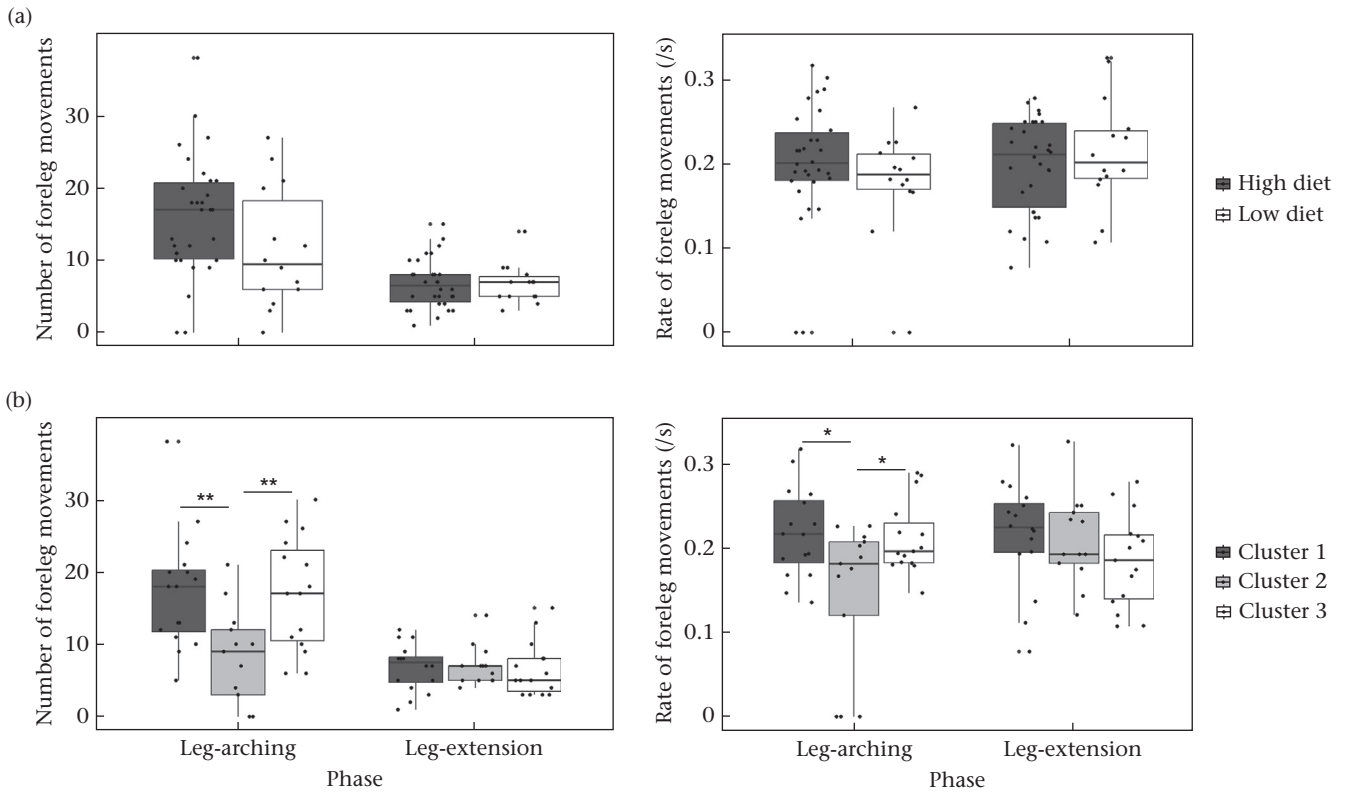 (a)
Number of foreleg movements
30
20
10
0
Rate of foreleg movements (/s)
0.3
0.2
0.1
0
High diet
Low diet
(b)
Number of foreleg movements
40
30
20
10
0
**
**
Leg-arching
Leg-extension
Phase
Rate of foreleg movements (/s)
0.3
0.2
0.1
0
*
*
Leg-arching
Leg-extension
Phase
Cluster 1
Cluster 2
Cluster 3